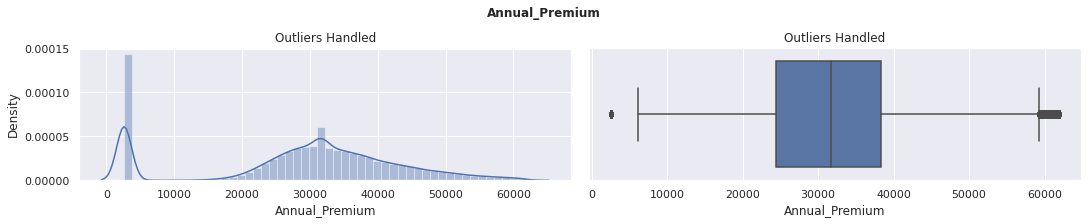 Annual_Premium
Outliers Handled
0.00015
0.00010
0.00005
0.00000
Density
0 10000 20000 30000 40000 50000 60000
Annual_Premium
Outliers Handled
0 10000 20000 30000 40000 50000 60000
Annual_Premium